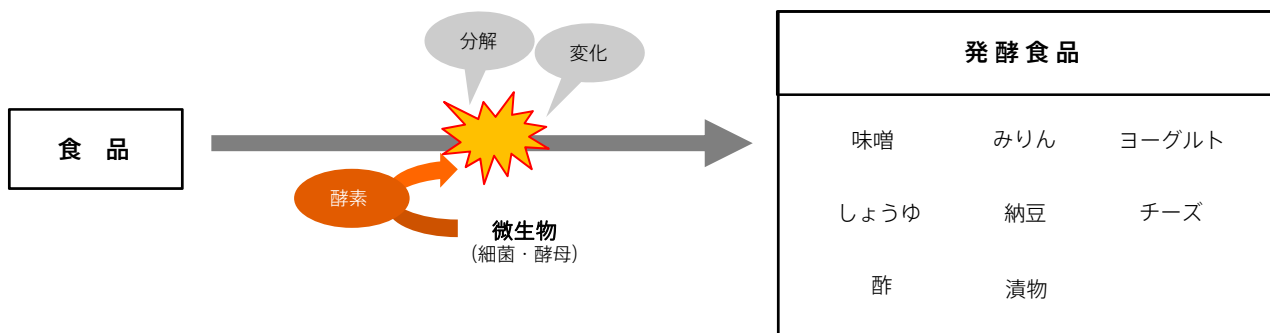 分解
変化
食 品
酵素
微生物
(細菌・酵母)
発酵食品
味噌 みりん ヨーグルト
しょうゆ 納豆 チーズ
酢 漬物